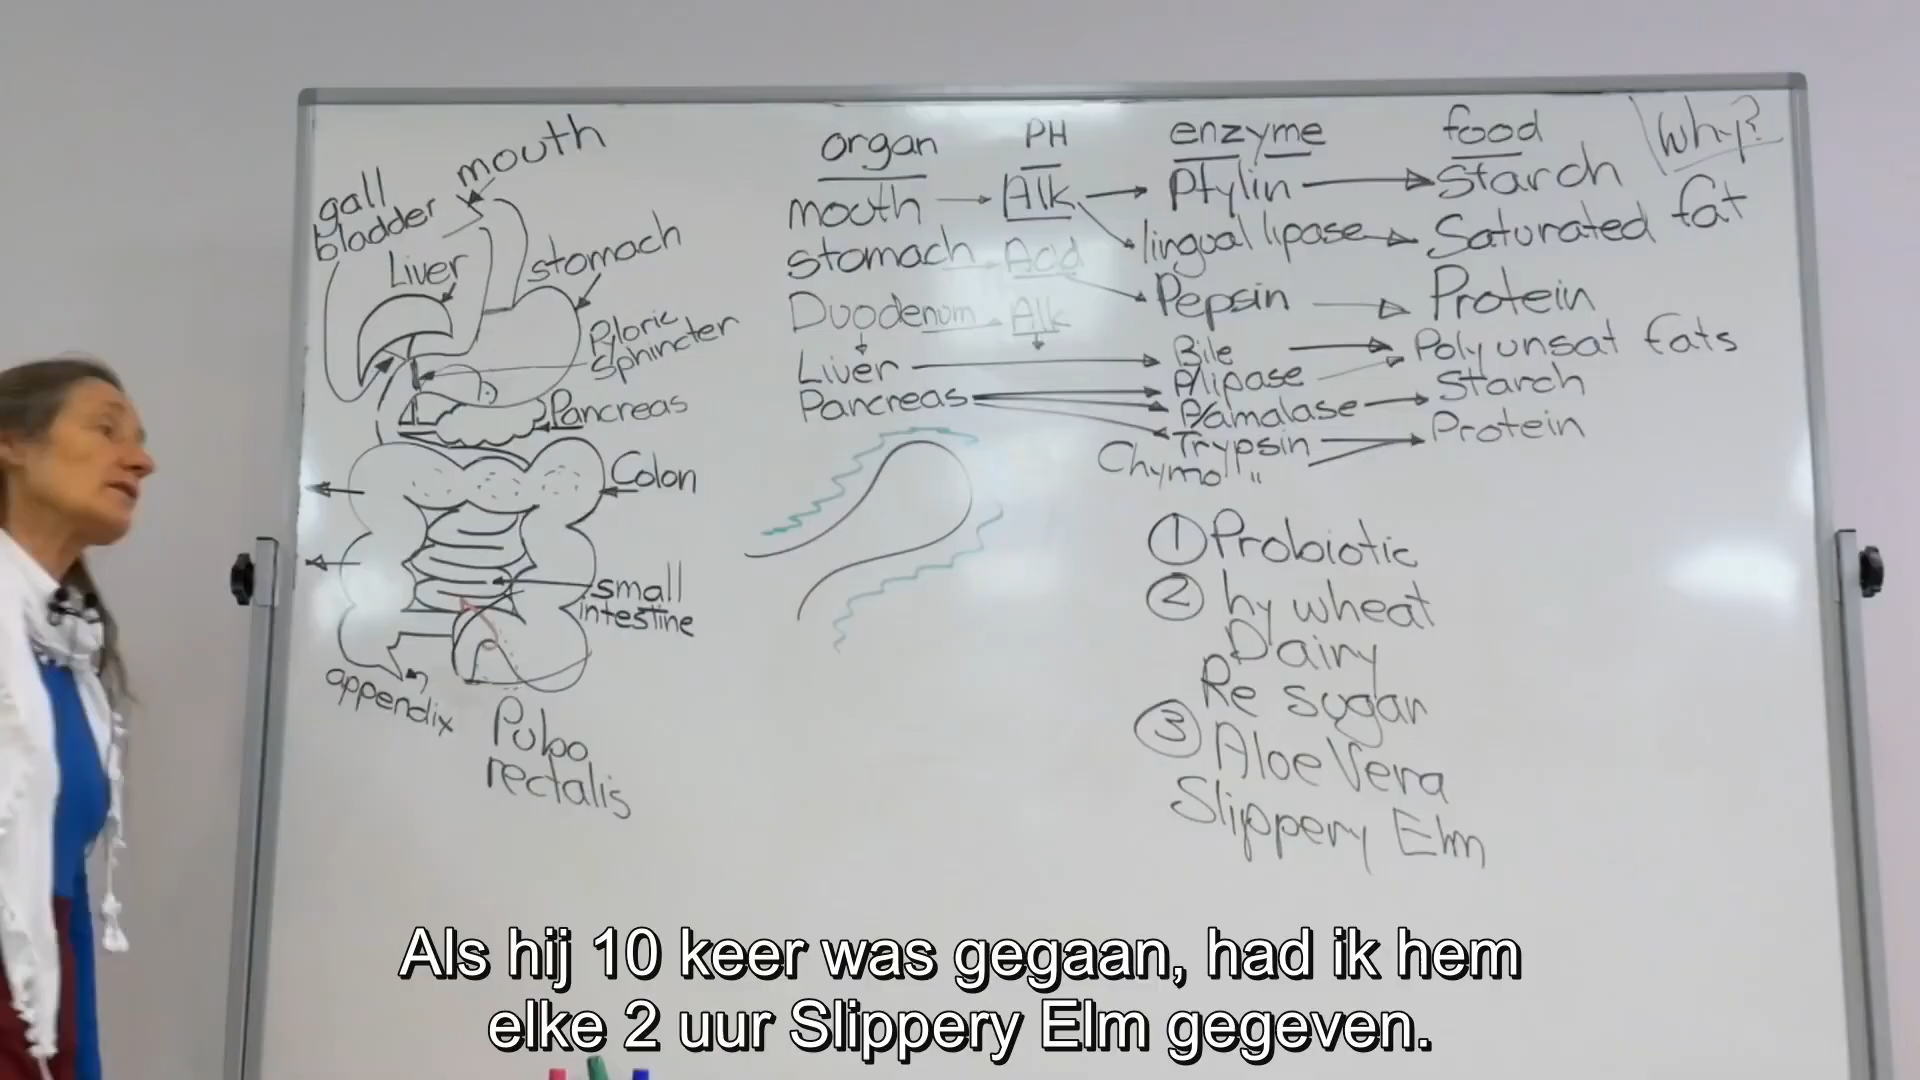 mouth
gall
bladder
Liver
stomach
Pyloric
sphincter
Pancreas
Colon
small
intestine
appendix
Pubo
rectalis
organ PH enzyme food Why?
mouth Alk Ptylin Starch
lingual lipase Saturated fat
stomach Acid Pepsin Protein
Duodenum Alk
Liver Bile Polyunsat fats
P/lipase
Pancreas P/amalase Starch
Trypsin Protein
Chymo "
① Probiotic
② hy wheat
Dairy
Re sugar
③ Aloe Vera
Slippery Elm
Als hij 10 keer was gegaan, had ik hem
elke 2 uur Slippery Elm gegeven.